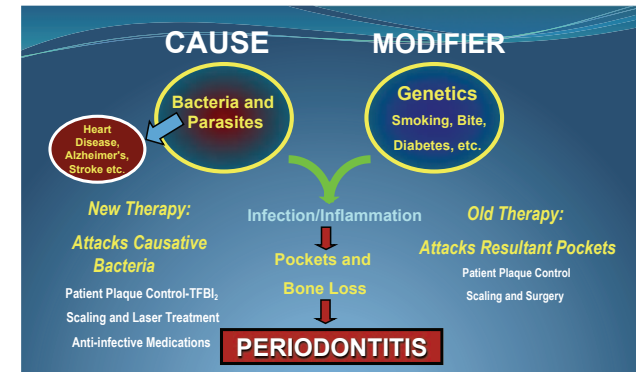 CAUSE
MODIFIER
Bacteria and
Parasites
Genetics
Smoking, Bite,
Diabetes, etc.
Heart
Disease,
Alzheimer's,
Stroke etc.
New Therapy:
Attacks Causative
Bacteria
Patient Plaque Control-TFBI₂
Scaling and Laser Treatment
Anti-infective Medications
Infection/Inflammation
Pockets and
Bone Loss
PERIODONTITIS
Old Therapy:
Attacks Resultant Pockets
Patient Plaque Control
Scaling and Surgery